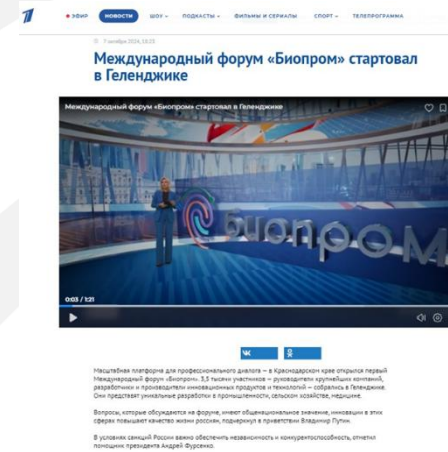 ЭФИР НОВОСТИ ШОУ ПОДКАСТЫ ФИЛЬМЫ И СЕРИАЛЫ СПОРТ ТЕЛЕПРОГРАММА
7 октября 2024, 15:23
Международный форум «Биопром» стартовал
в Геленджике
Международный форум «Биопром» стартовал в Геленджике
биопром
0:03 / 1:21
Масштабная платформа для профессионального диалога — в Краснодарском крае открылся первый
Международный форум «Биопром». 3,5 тысячи участников — руководители крупнейших компаний,
разработчики и производители инновационных продуктов и технологий — собрались в Геленджике.
Они представят уникальные разработки в промышленности, сельском хозяйстве, медицине.
Вопросы, которые обсуждаются на форуме, имеют общенациональное значение, инновации в этих
сферах повышают качество жизни россиян, подчеркнул в приветствии Владимир Путин.
В условиях санкций России важно обеспечить независимость и конкурентоспособность, отметил
помощник президента Андрей Фурсенко.